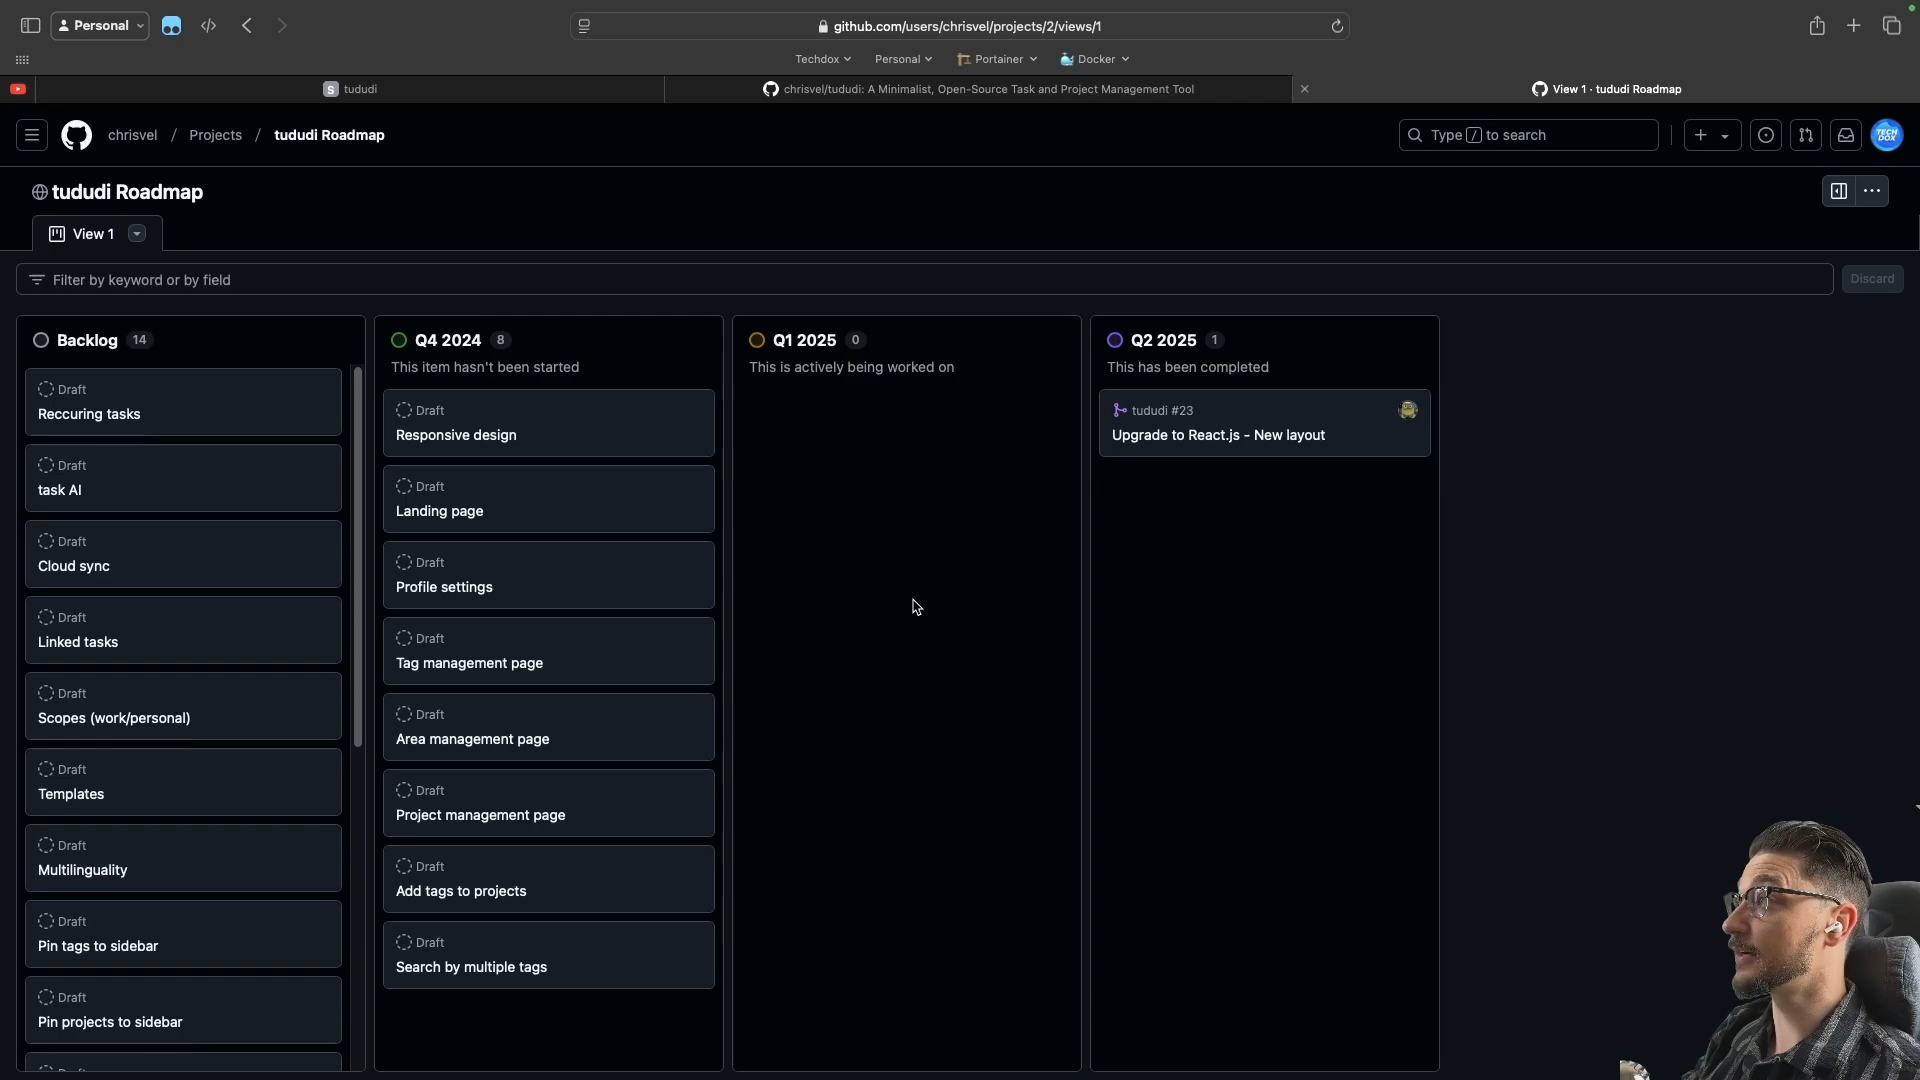 Personal
github.com/users/chrisvel/projects/2/views/1
Techdox
Personal
Portainer
Docker
S tududi
chrisvel/tududi: A Minimalist, Open-Source Task and Project Management Tool
View 1 · tududi Roadmap
chrisvel / Projects / tududi Roadmap
Type / to search
TECH DOX
tududi Roadmap
View 1
Filter by keyword or by field
Discard
Backlog 14
Draft
Reccuring tasks
Draft
task AI
Draft
Cloud sync
Draft
Linked tasks
Draft
Scopes (work/personal)
Draft
Templates
Draft
Multilinguality
Draft
Pin tags to sidebar
Draft
Pin projects to sidebar
Q4 2024 8
This item hasn't been started
Draft
Responsive design
Draft
Landing page
Draft
Profile settings
Draft
Tag management page
Draft
Area management page
Draft
Project management page
Draft
Add tags to projects
Draft
Search by multiple tags
Q1 2025 0
This is actively being worked on
Q2 2025 1
This has been completed
tududi #23
Upgrade to React.js - New layout